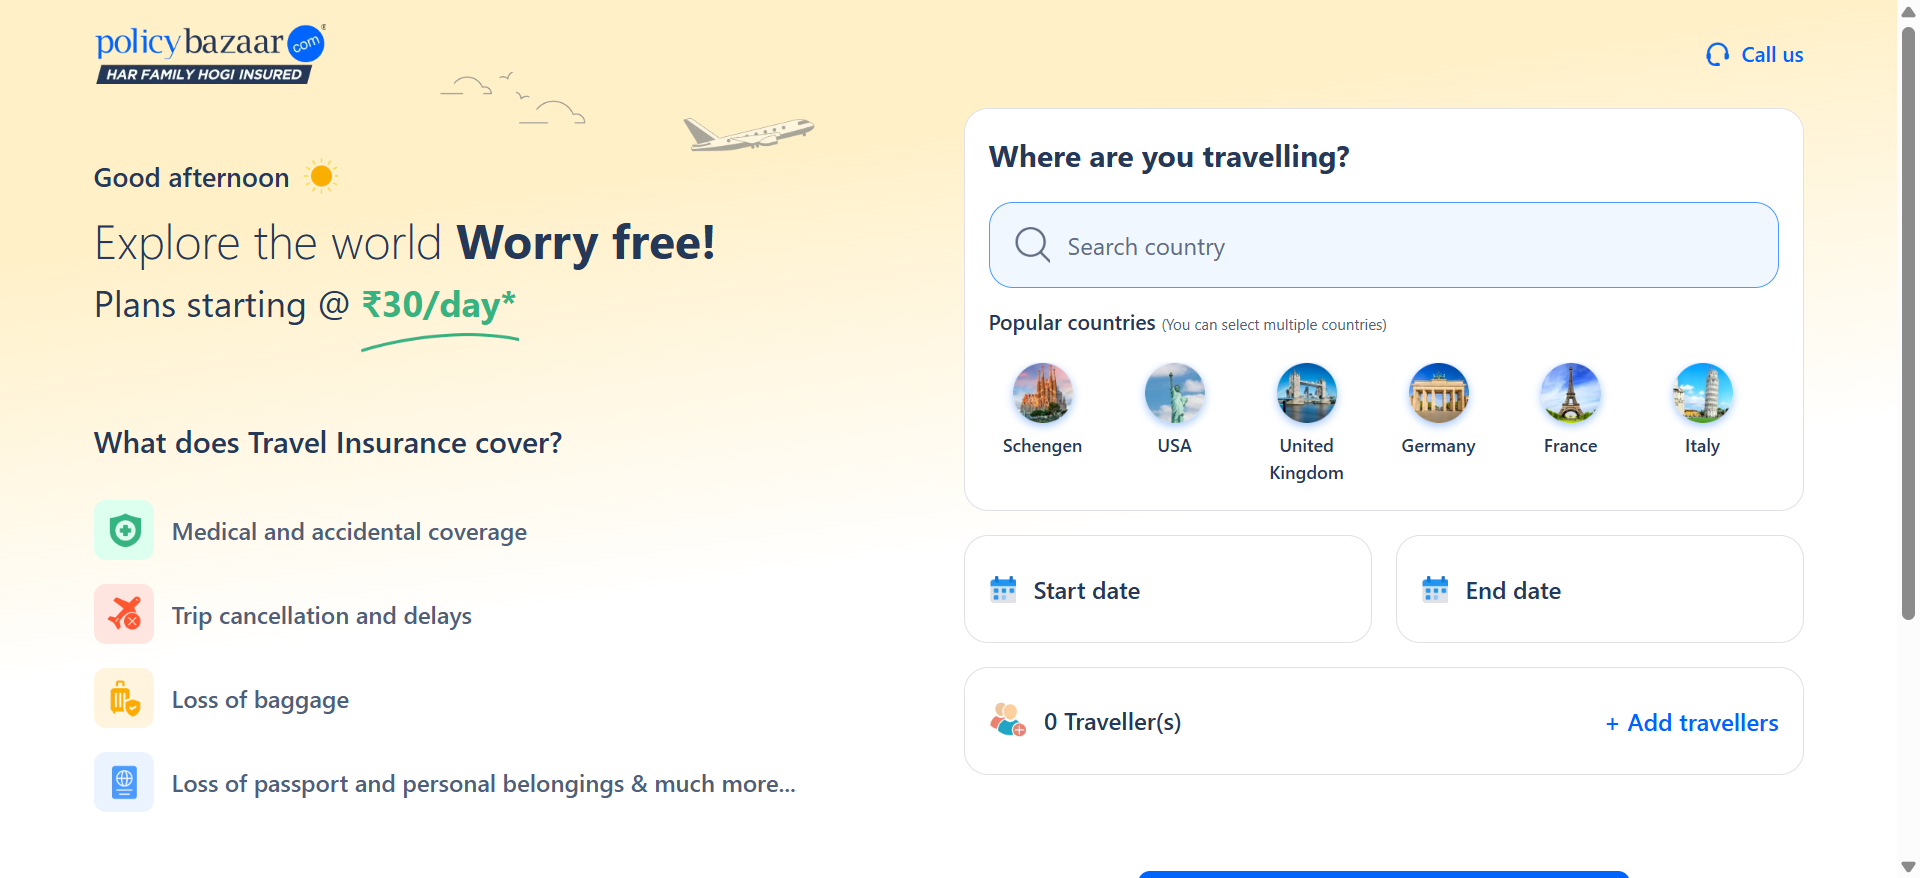 policybazaar com
HAR FAMILY HOGI INSURED
Call us
Good afternoon
Explore the world Worry free!
Plans starting @ ₹30/day*
What does Travel Insurance cover?
Medical and accidental coverage
Trip cancellation and delays
Loss of baggage
Loss of passport and personal belongings & much more...
Where are you travelling?
Search country
Popular countries (You can select multiple countries)
Schengen
USA
United
Kingdom
Germany
France
Italy
Start date
End date
0 Traveller(s)
+ Add travellers